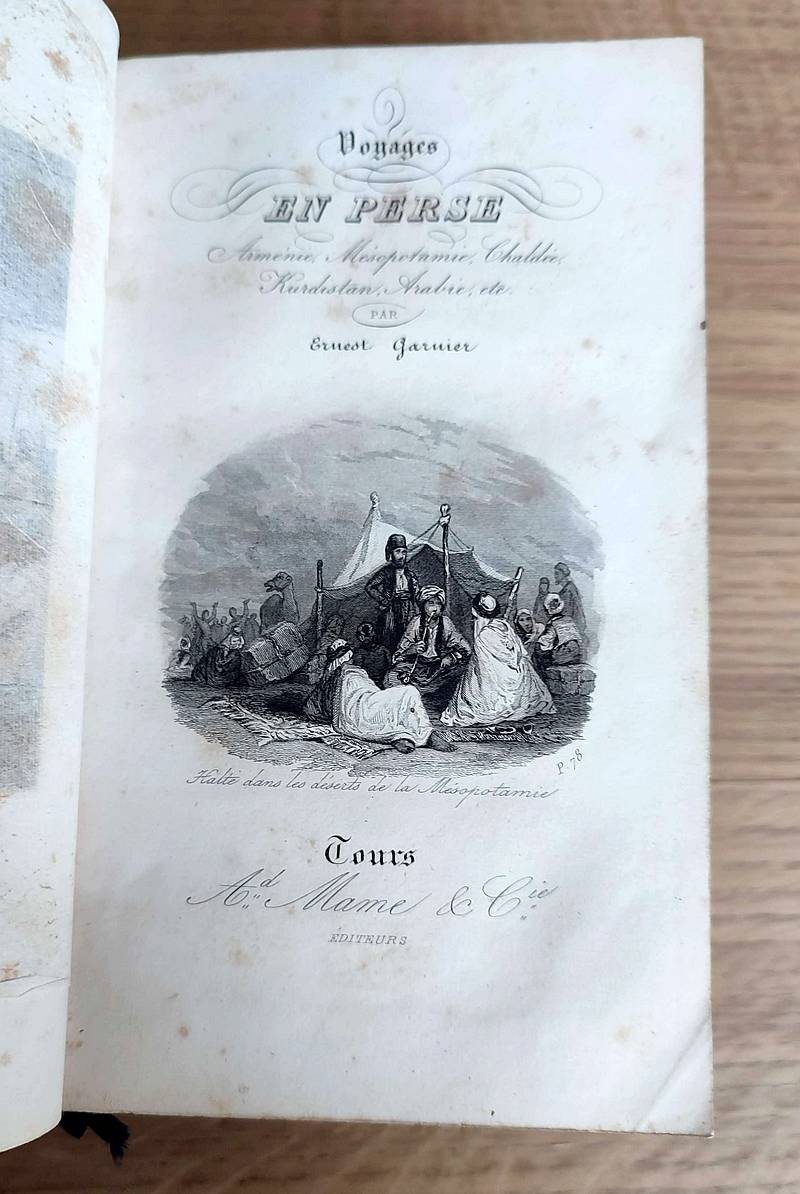 Voyages
EN PERSE
Arménie, Mésopotamie, Chaldée,
Kurdistan, Arabie, etc.
PAR
Ernest Garnier
P. 78
Halte dans les déserts de la Mésopotamie
Tours
Ad. Mame & Cie.
ÉDITEURS